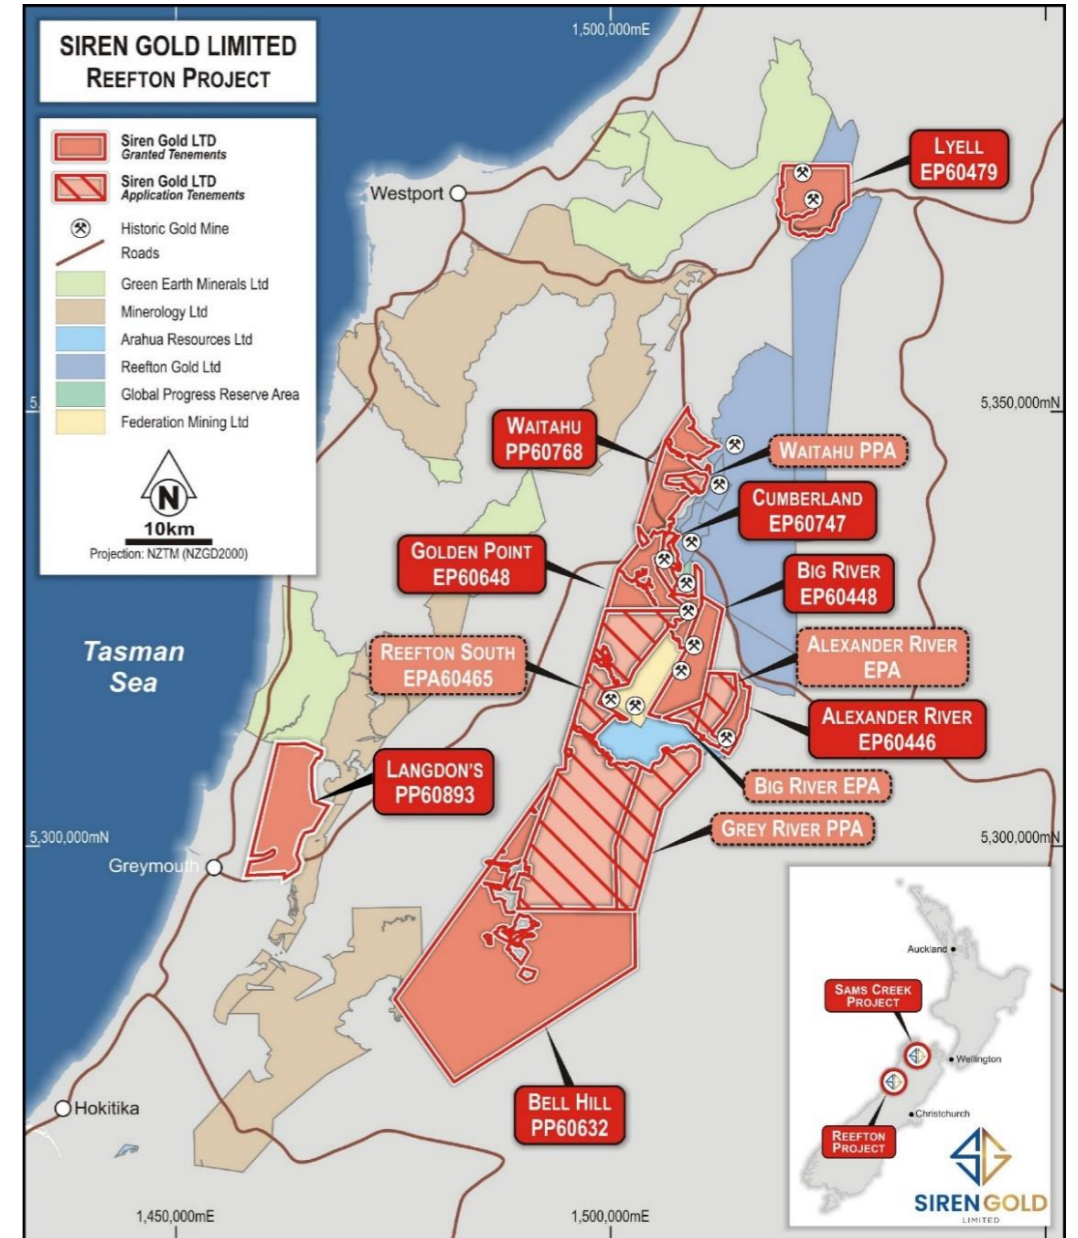 SIREN GOLD LIMITED
REEFTON PROJECT
Siren Gold LTD
Granted Tenements
Siren Gold LTD
Application Tenements
Historic Gold Mine
Roads
Green Earth Minerals Ltd
Minerology Ltd
Arahua Resources Ltd
Reefton Gold Ltd
Global Progress Reserve Area
Federation Mining Ltd
N
10km
Projection: NZTM (NZGD2000)
1,500,000mE
LYELL
EP60479
Westport
5,
5,350,000mN
WAITAHU
PP60768
WAITAHU PPA
CUMBERLAND
EP60747
GOLDEN POINT
EP60648
BIG RIVER
EP60448
Tasman
Sea
REEFTON SOUTH
EPA60465
ALEXANDER RIVER
EPA
ALEXANDER RIVER
EP60446
LANGDON'S
PP60893
BIG RIVER EPA
GREY RIVER PPA
5,300,000mN
5,300,000mN
Greymouth
BELL HILL
PP60632
Hokitika
1,450,000mE
1,500,000mE
Auckland
SAMS CREEK
PROJECT
Wellington
Christchurch
REEFTON
PROJECT
SIREN GOLD
LIMITED